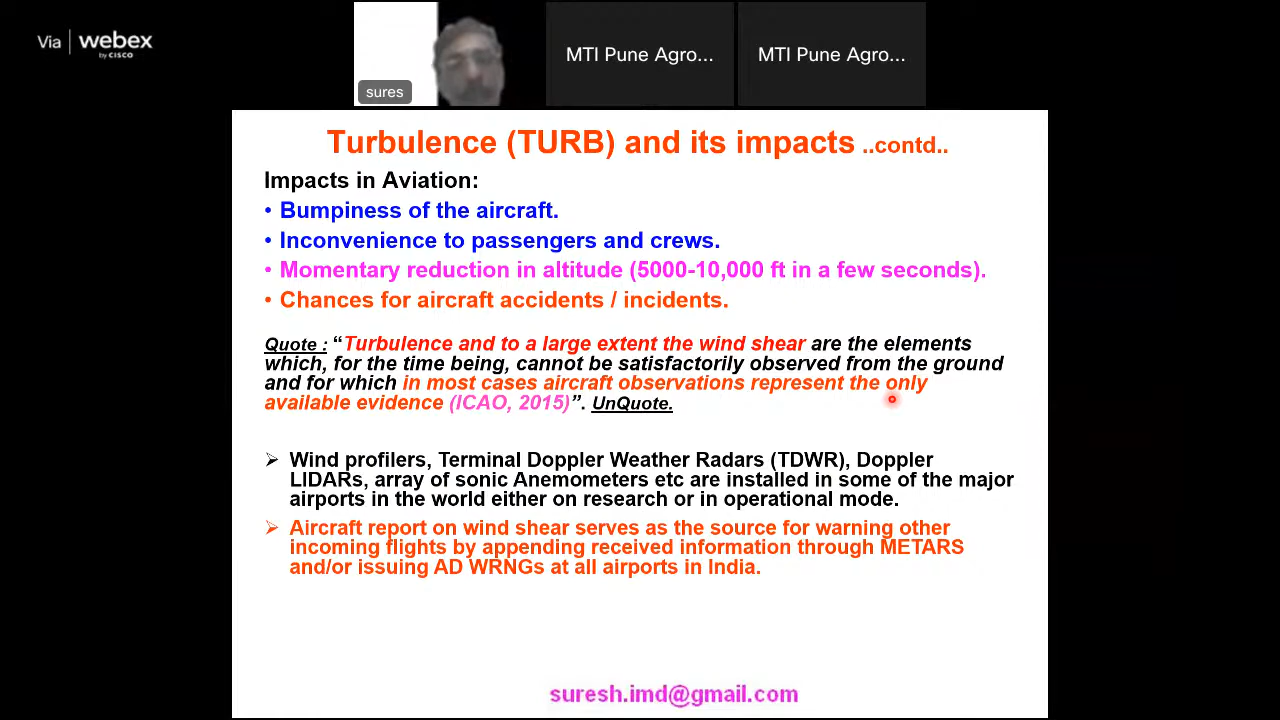 Via webex
by CISCO
sures
MTI Pune Agro...
MTI Pune Agro...
Turbulence (TURB) and its impacts ..contd..
Impacts in Aviation:
• Bumpiness of the aircraft.
• Inconvenience to passengers and crews.
• Momentary reduction in altitude (5000-10,000 ft in a few seconds).
• Chances for aircraft accidents / incidents.
Quote : “Turbulence and to a large extent the wind shear are the elements
which, for the time being, cannot be satisfactorily observed from the ground
and for which in most cases aircraft observations represent the only
available evidence (ICAO, 2015)”. UnQuote.
➢ Wind profilers, Terminal Doppler Weather Radars (TDWR), Doppler
LIDARs, array of sonic Anemometers etc are installed in some of the major
airports in the world either on research or in operational mode.
➢ Aircraft report on wind shear serves as the source for warning other
incoming flights by appending received information through METARS
and/or issuing AD WRNGs at all airports in India.
suresh.imd@gmail.com